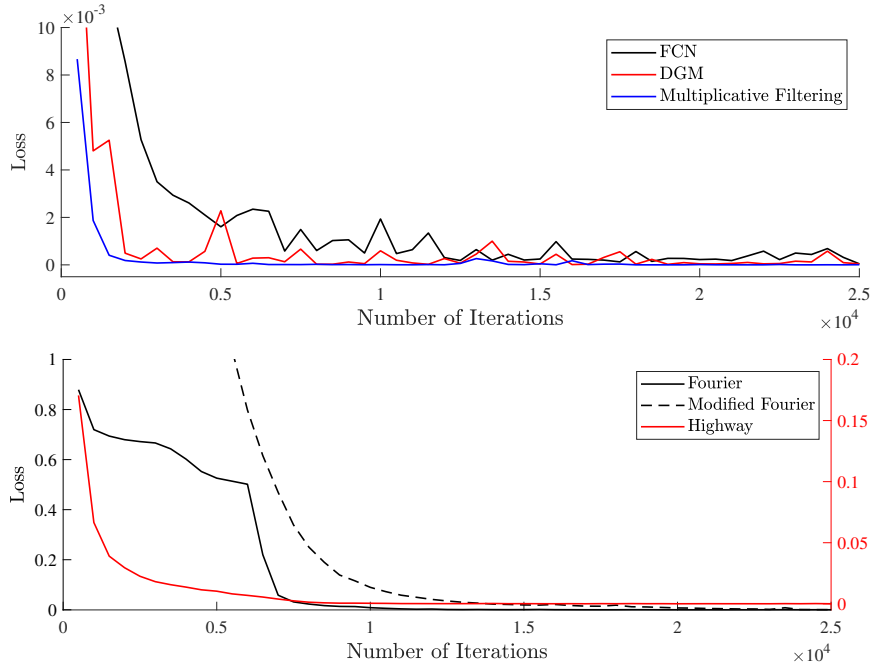 ×10⁻³
10
8
6
4
2
0
Loss
FCN
DGM
Multiplicative Filtering
0 0.5 1 1.5 2 2.5
Number of Iterations
×10⁴
1
0.8
0.6
0.4
0.2
0
Loss
Fourier
Modified Fourier
Highway
0.2
0.15
0.1
0.05
0
0 0.5 1 1.5 2 2.5
Number of Iterations
×10⁴